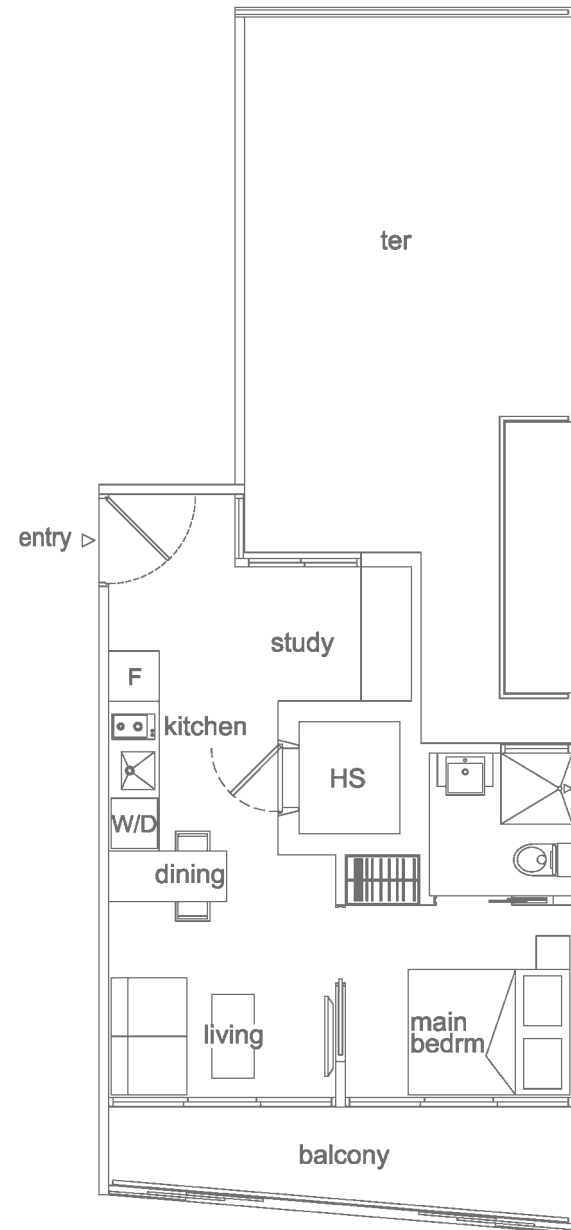 ter
entry
study
F
kitchen
HS
W/D
dining
living
main
bedrm
balcony